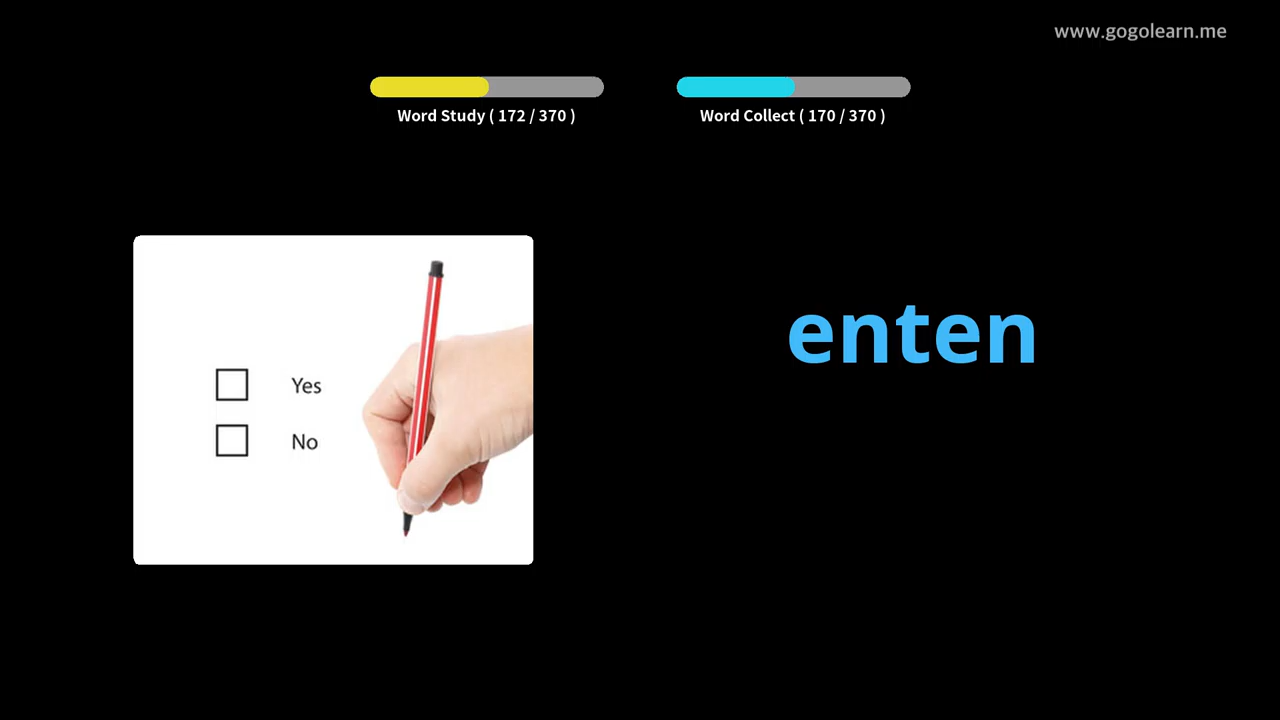 www.gogolearn.me
Word Study ( 172 / 370 )
Word Collect ( 170 / 370 )
Yes
No
enten